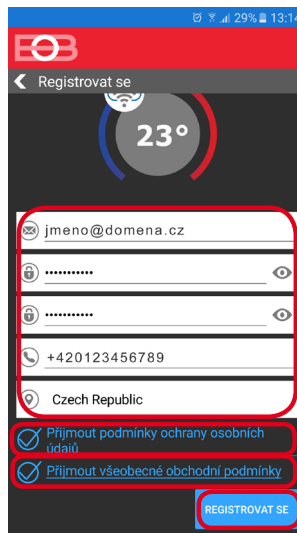 29% 13:14
EOB
Registrovat se
23°
jmeno@domena.cz
•••••••••••
•••••••••••
+420123456789
Czech Republic
Přijmout podmínky ochrany osobních
údajů
Přijmout všeobecné obchodní podmínky
REGISTROVAT SE